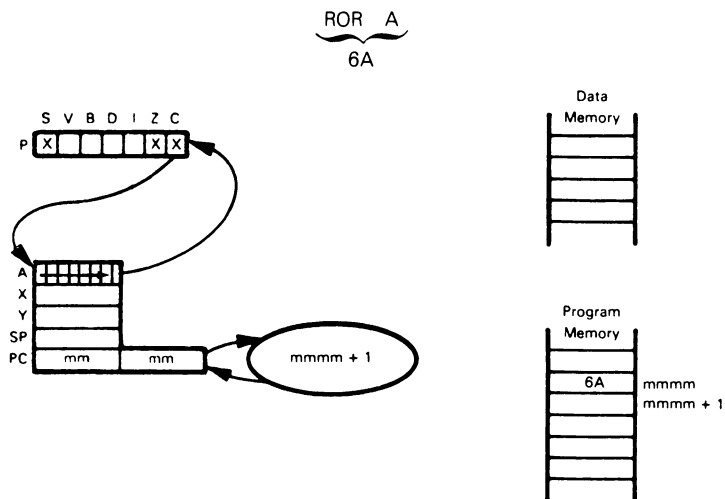 ROR A
6A
S V B D I Z C
P X X X
A
X
Y
SP
PC mm mm
mmmm + 1
Data
Memory
Program
Memory
6A mmmm
mmmm + 1